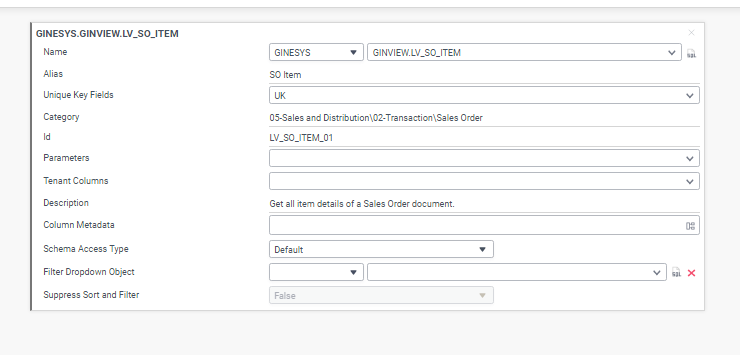 GINESYS.GINVIEW.LV_SO_ITEM
Name GINESYS GINVIEW.LV_SO_ITEM SQL
Alias SO Item
Unique Key Fields UK
Category 05-Sales and Distribution\02-Transaction\Sales Order
Id LV_SO_ITEM_01
Parameters
Tenant Columns
Description Get all item details of a Sales Order document.
Column Metadata
Schema Access Type Default
Filter Dropdown Object SQL
Suppress Sort and Filter False